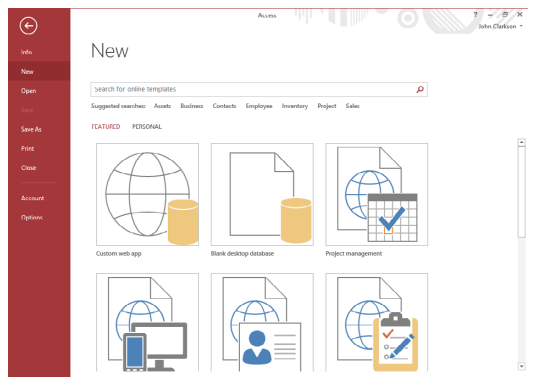 Access
? – X
John Clarkson
Info
New
Open
Save
Save As
Print
Close
Account
Options
New
Search for online templates
Suggested searches: Assets Business Contacts Employee Inventory Project Sales
FEATURED PERSONAL
Custom web app
Blank desktop database
Project management